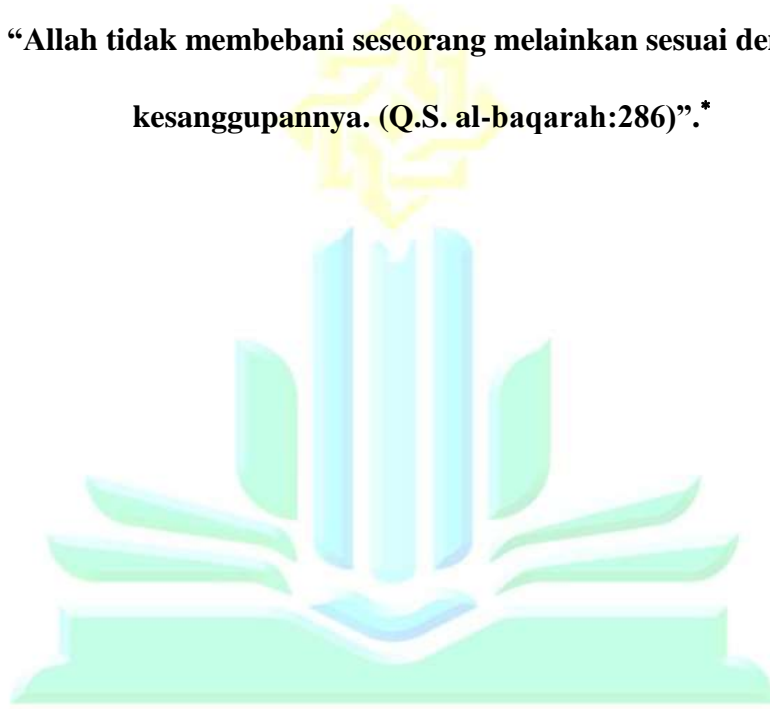 “Allah tidak membebani seseorang melainkan sesuai
kesanggupannya. (Q.S. al-baqarah:286)”.*